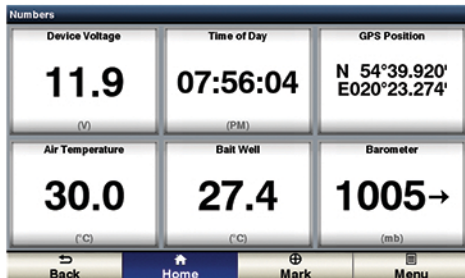 Numbers
Device Voltage
11.9
(V)
Time of Day
07:56:04
(PM)
GPS Position
N 54°39.920'
E020°23.274'
Air Temperature
30.0
(°C)
Bait Well
27.4
(°C)
Barometer
1005→
(mb)
Back
Home
Mark
Menu